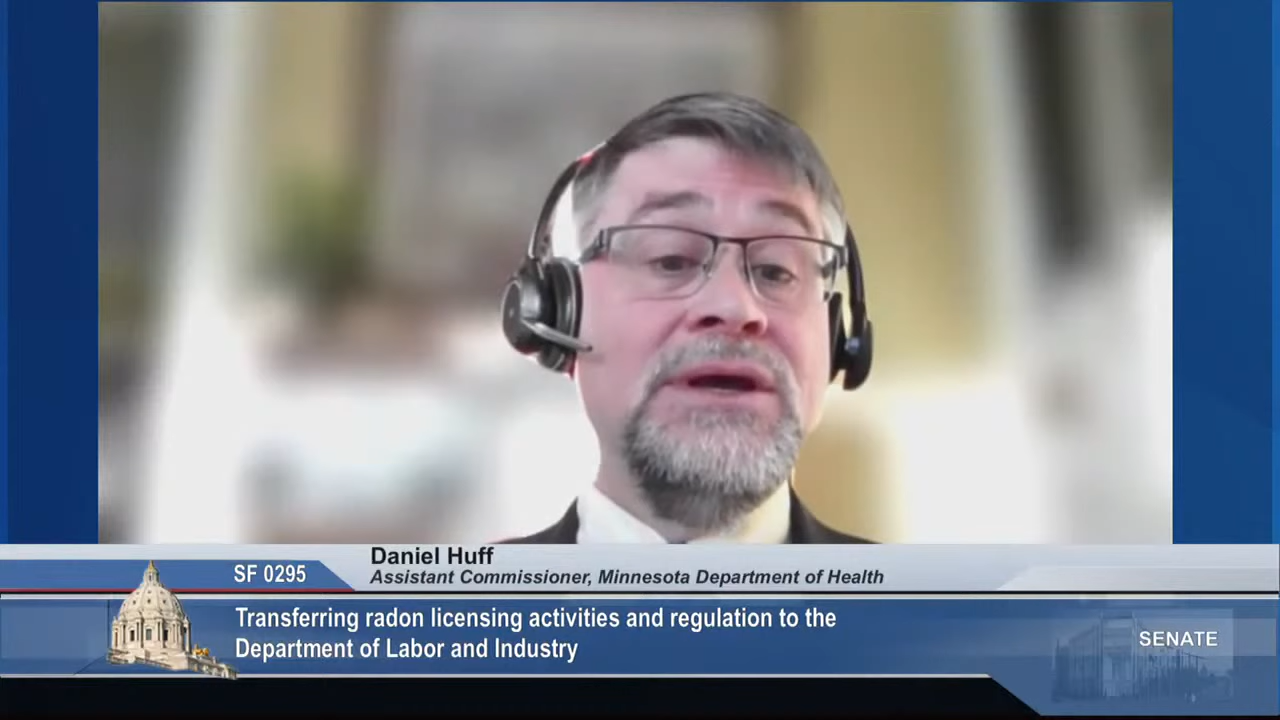 Daniel Huff
SF 0295
Assistant Commissioner, Minnesota Department of Health
Transferring radon licensing activities and regulation to the
Department of Labor and Industry
SENATE